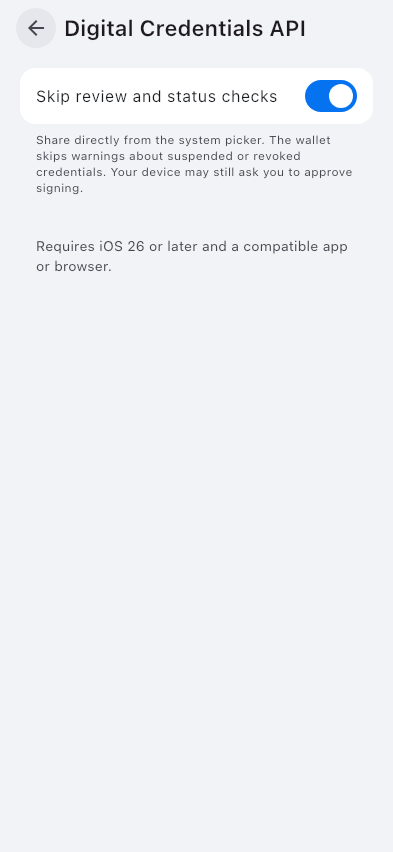 Digital Credentials API
Skip review and status checks
Share directly from the system picker. The wallet
skips warnings about suspended or revoked
credentials. Your device may still ask you to approve
signing.
Requires iOS 26 or later and a compatible app
or browser.